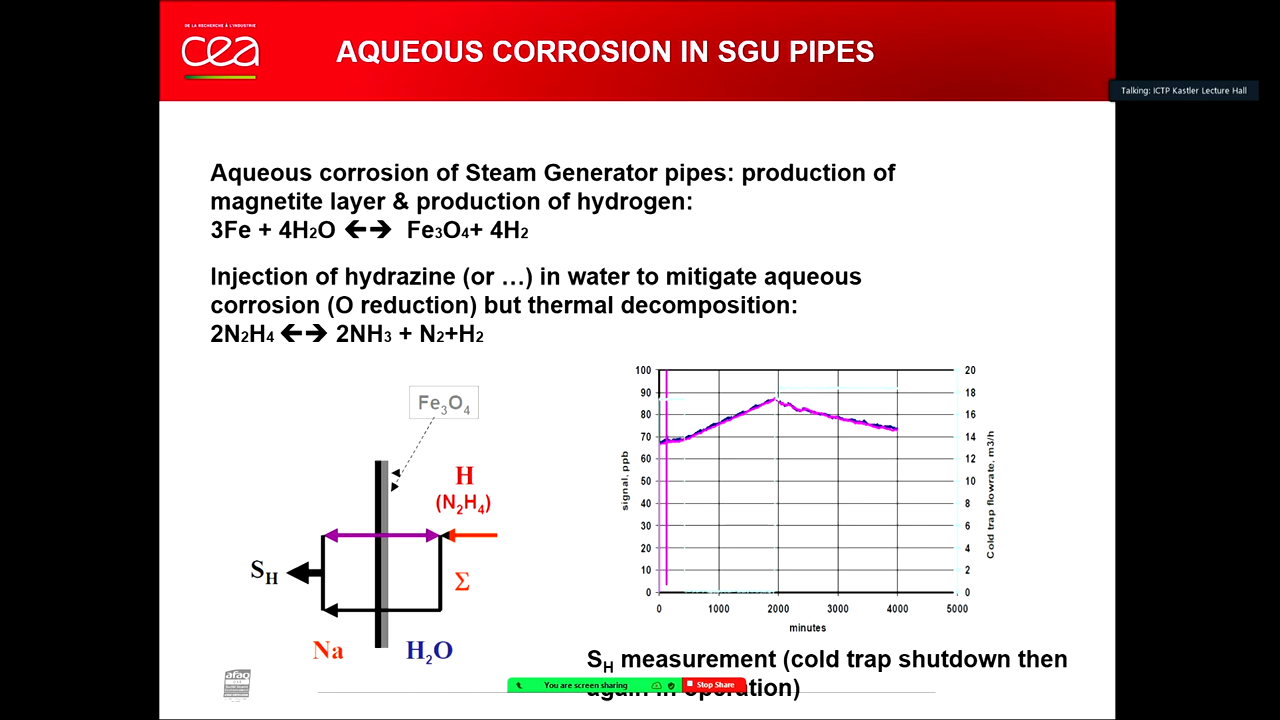 DE LA RECHERCHE À L'INDUSTRIE
cea
AQUEOUS CORROSION IN SGU PIPES
Talking: ICTP Kastler Lecture Hall
Aqueous corrosion of Steam Generator pipes: production of
magnetite layer & production of hydrogen:
3Fe + 4H2O 🡨🡪 Fe3O4+ 4H2
Injection of hydrazine (or …) in water to mitigate aqueous
corrosion (O reduction) but thermal decomposition:
2N2H4 🡨🡪 2NH3 + N2+H2
Fe3O4
H
(N2H4)
SH
Σ
Na
H2O
afaq
100
90
80
70
60
50
40
30
20
10
0
signal, ppb
20
18
16
14
12
10
8
6
4
2
0
Cold trap flowrate, m3/h
0 1000 2000 3000 4000 5000
minutes
SH measurement (cold trap shutdown then
again in operation)
You are screen sharing
Stop Share